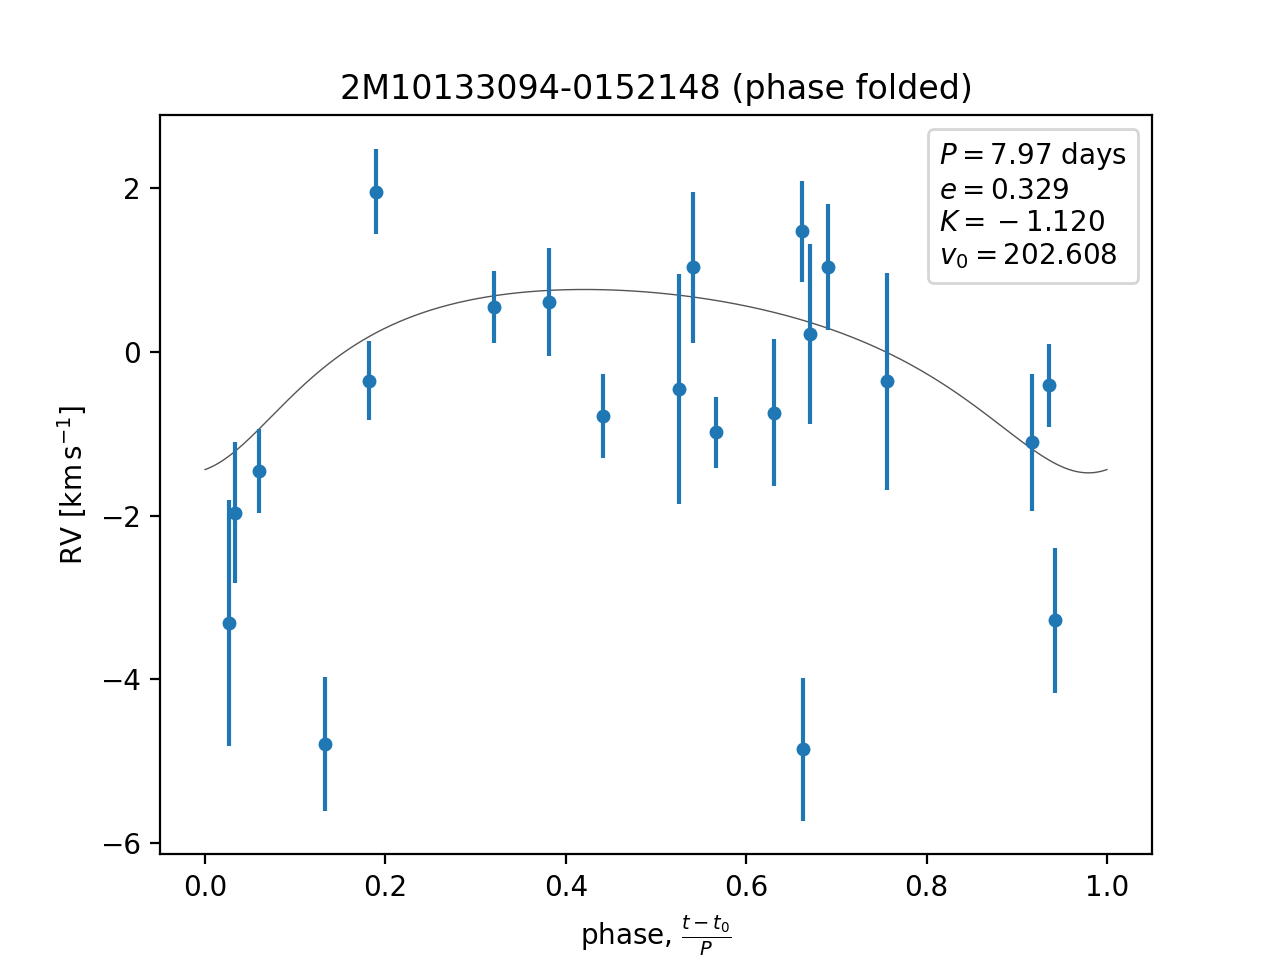 2M10133094-0152148 (phase folded)
P = 7.97 days
e = 0.329
K = −1.120
v₀ = 202.608
RV [km s⁻¹]
2
0
−2
−4
−6
0.0 0.2 0.4 0.6 0.8 1.0
phase, (t − t₀)/P